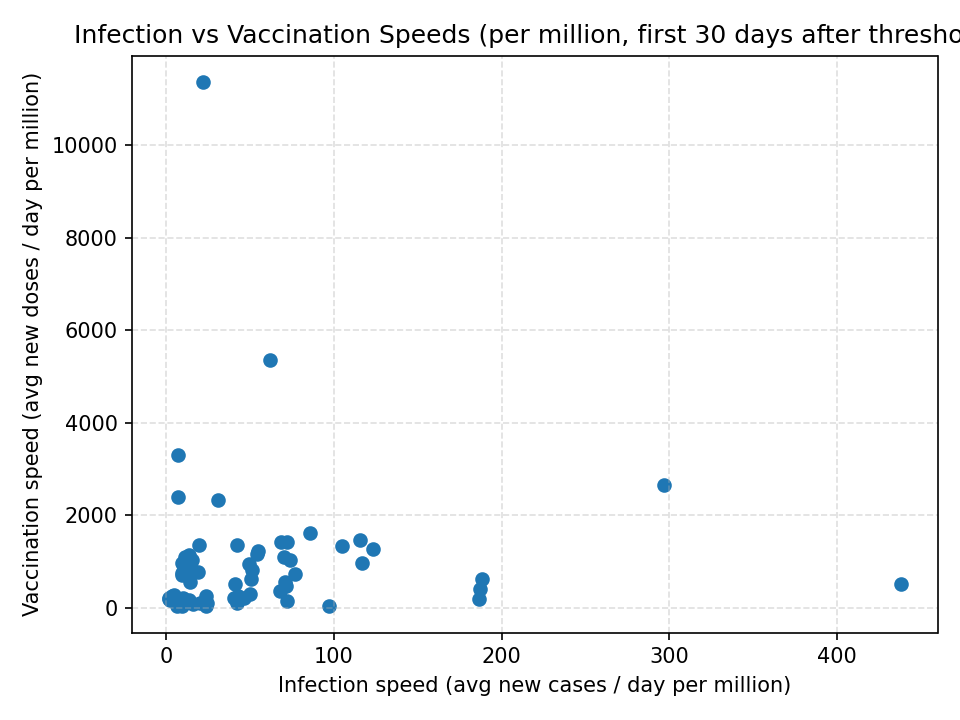 Infection vs Vaccination Speeds (per million, first 30 days after thresho
Vaccination speed (avg new doses / day per million)
10000
8000
6000
4000
2000
0
0 100 200 300 400
Infection speed (avg new cases / day per million)